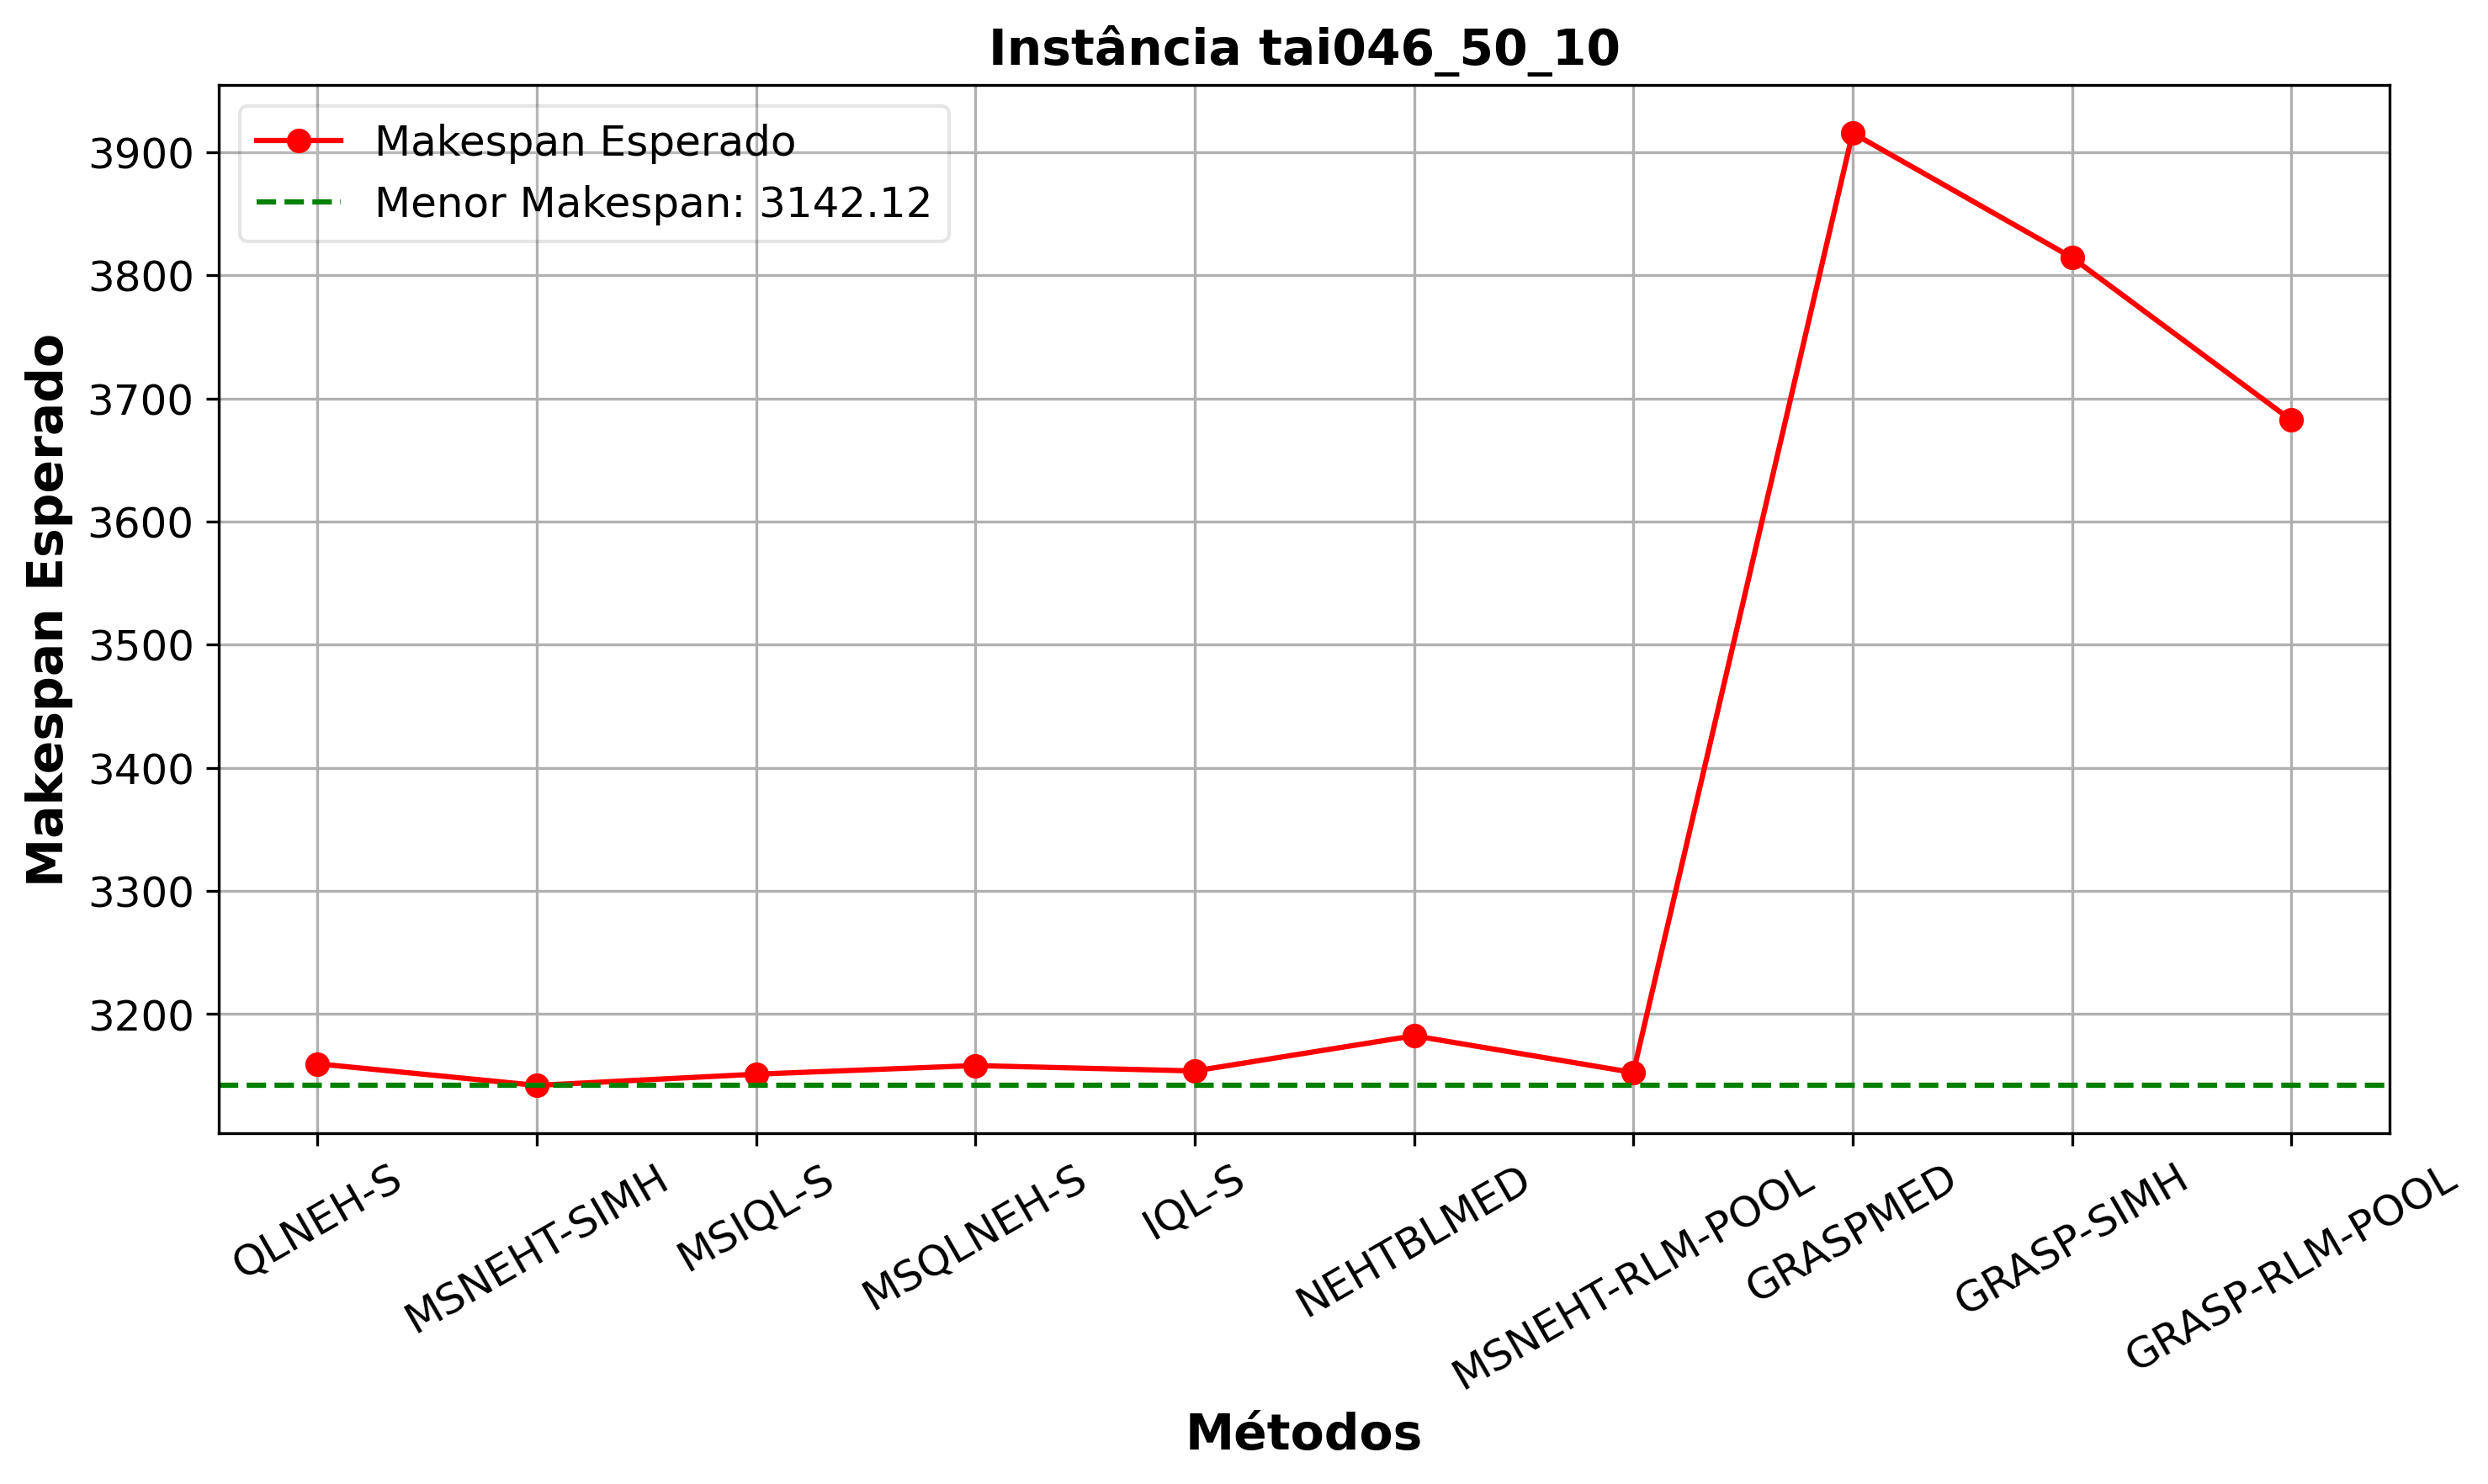 Instância tai046_50_10
Makespan Esperado
Menor Makespan: 3142.12
Makespan Esperado
3900
3800
3700
3600
3500
3400
3300
3200
QLNEH-S
MSNEHT-SIMH
MSIQL-S
MSQLNEH-S
IQL-S
NEHTBLMED
MSNEHT-RLM-POOL
GRASPMED
GRASP-SIMH
GRASP-RLM-POOL
Métodos